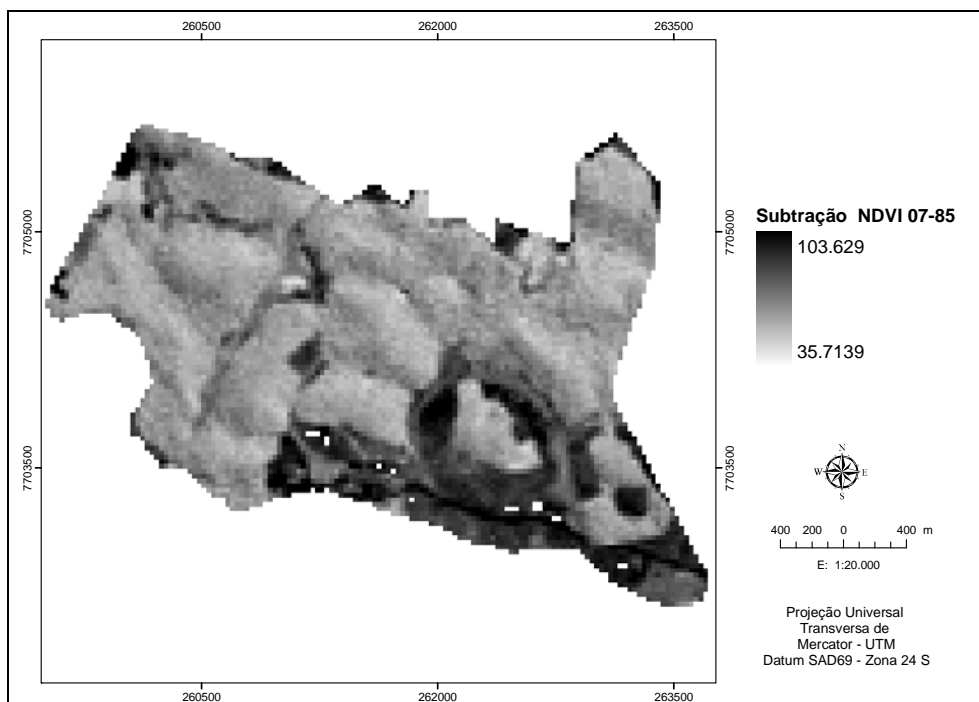 260500 262000 263500
7705000 7705000
7703500 7703500
260500 262000 263500
Subtração NDVI 07-85
103.629
35.7139
N
W E
S
400 200 0 400 m
E: 1:20.000
Projeção Universal
Transversa de
Mercator - UTM
Datum SAD69 - Zona 24 S